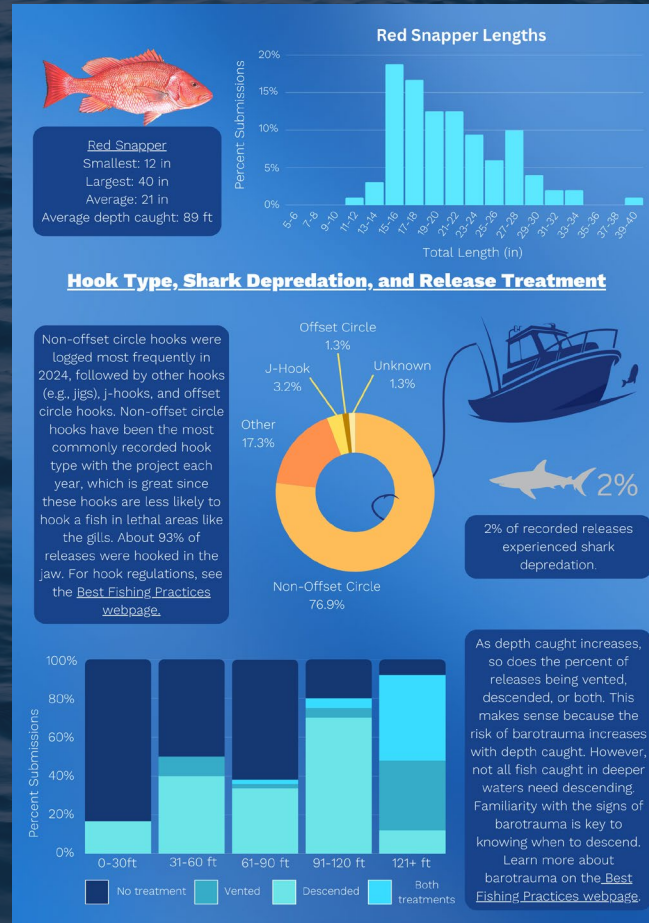 Red Snapper Lengths
Percent Submissions
20%
15%
10%
5%
0%
5-6
7-8
9-10
11-12
13-14
15-16
17-18
19-20
21-22
23-24
25-26
27-28
29-30
31-32
33-34
35-36
37-38
39-40
Total Length (in)
Red Snapper
Smallest: 12 in
Largest: 40 in
Average: 21 in
Average depth caught: 89 ft
Hook Type, Shark Depredation, and Release Treatment
Non-offset circle hooks were
logged most frequently in
2024, followed by other hooks
(e.g., jigs), j-hooks, and offset
circle hooks. Non-offset circle
hooks have been the most
commonly recorded hook
type with the project each
year, which is great since
these hooks are less likely to
hook a fish in lethal areas like
the gills. About 93% of
releases were hooked in the
jaw. For hook regulations, see
the Best Fishing Practices
webpage.
Offset Circle
1.3%
J-Hook
3.2%
Unknown
1.3%
Other
17.3%
Non-Offset Circle
76.9%
2%
2% of recorded releases
experienced shark
depredation.
Percent Submissions
100%
80%
60%
40%
20%
0%
0-30ft
31-60 ft
61-90 ft
91-120 ft
121+ ft
No treatment
Vented
Descended
Both
treatments
As depth caught increases,
so does the percent of
releases being vented,
descended, or both. This
makes sense because the
risk of barotrauma increases
with depth caught. However,
not all fish caught in deeper
waters need descending.
Familiarity with the signs of
barotrauma is key to
knowing when to descend.
Learn more about
barotrauma on the Best
Fishing Practices webpage.